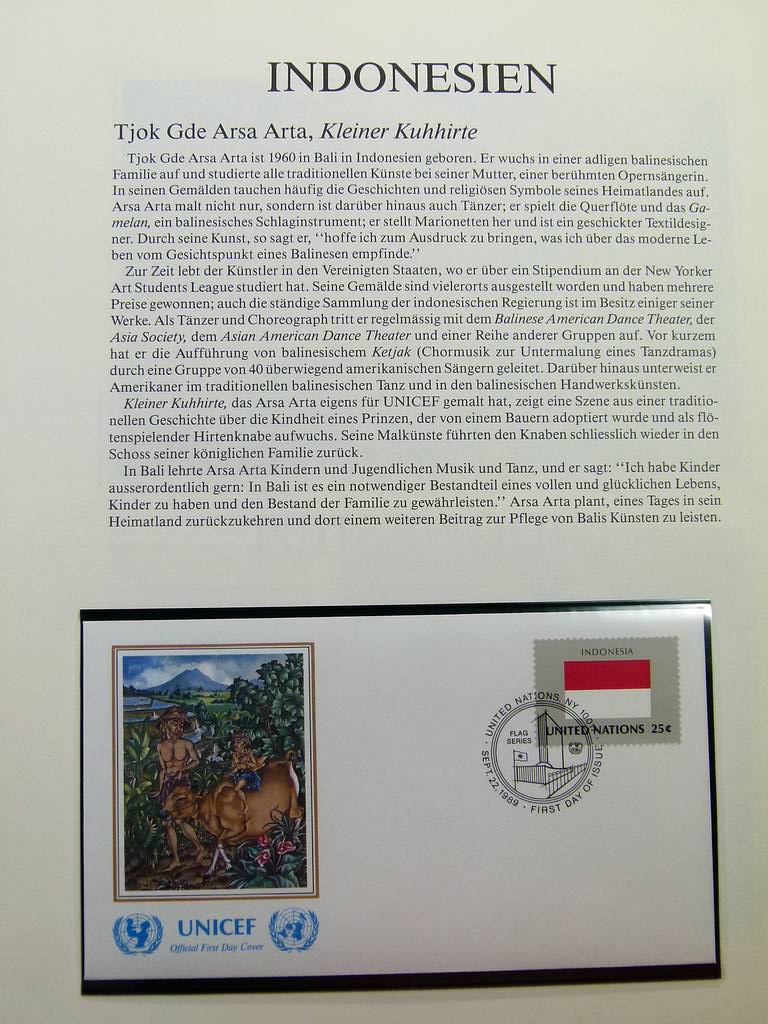 INDONESIEN
Tjok Gde Arsa Arta, Kleiner Kuhhirte
Tjok Gde Arsa Arta ist 1960 in Bali in Indonesien geboren. Er wuchs in einer adligen balinesischen
Familie auf und studierte alle traditionellen Künste bei seiner Mutter, einer berühmten Opernsängerin.
In seinen Gemälden tauchen häufig die Geschichten und religiösen Symbole seines Heimatlandes auf.
Arsa Arta malt nicht nur, sondern ist darüber hinaus auch Tänzer; er spielt die Querflöte und das Ga-
melan, ein balinesisches Schlaginstrument; er stellt Marionetten her und ist ein geschickter Textildesig-
ner. Durch seine Kunst, so sagt er, “hoffe ich zum Ausdruck zu bringen, was ich über das moderne Le-
ben vom Gesichtspunkt eines Balinesen empfinde.”
Zur Zeit lebt der Künstler in den Vereinigten Staaten, wo er über ein Stipendium an der New Yorker
Art Students League studiert hat. Seine Gemälde sind vielerorts ausgestellt worden und haben mehrere
Preise gewonnen; auch die ständige Sammlung der indonesischen Regierung ist im Besitz einiger seiner
Werke. Als Tänzer und Choreograph tritt er regelmässig mit dem Balinese American Dance Theater, der
Asia Society, dem Asian American Dance Theater und einer Reihe anderer Gruppen auf. Vor kurzem
hat er die Aufführung von balinesischem Ketjak (Chormusik zur Untermalung eines Tanzdramas)
durch eine Gruppe von 40 überwiegend amerikanischen Sängern geleitet. Darüber hinaus unterweist er
Amerikaner im traditionellen balinesischen Tanz und in den balinesischen Handwerkskünsten.
Kleiner Kuhhirte, das Arsa Arta eigens für UNICEF gemalt hat, zeigt eine Szene aus einer traditio-
nellen Geschichte über die Kindheit eines Prinzen, der von einem Bauern adoptiert wurde und als flö-
tenspielender Hirtenknabe aufwuchs. Seine Malkünste führten den Knaben schliesslich wieder in den
Schoss seiner königlichen Familie zurück.
In Bali lehrte Arsa Arta Kindern und Jugendlichen Musik und Tanz, und er sagt: “Ich habe Kinder
ausserordentlich gern: In Bali ist es ein notwendiger Bestandteil eines vollen und glücklichen Lebens,
Kinder zu haben und den Bestand der Familie zu gewährleisten.” Arsa Arta plant, eines Tages in sein
Heimatland zurückzukehren und dort einem weiteren Beitrag zur Pflege von Balis Künsten zu leisten.
INDONESIA
UNITED NATIONS 25¢
UNITED NATIONS, NY
FLAG
SERIES
SEPT. 22, 1989 · FIRST DAY OF ISSUE
UNICEF
Official First Day Cover